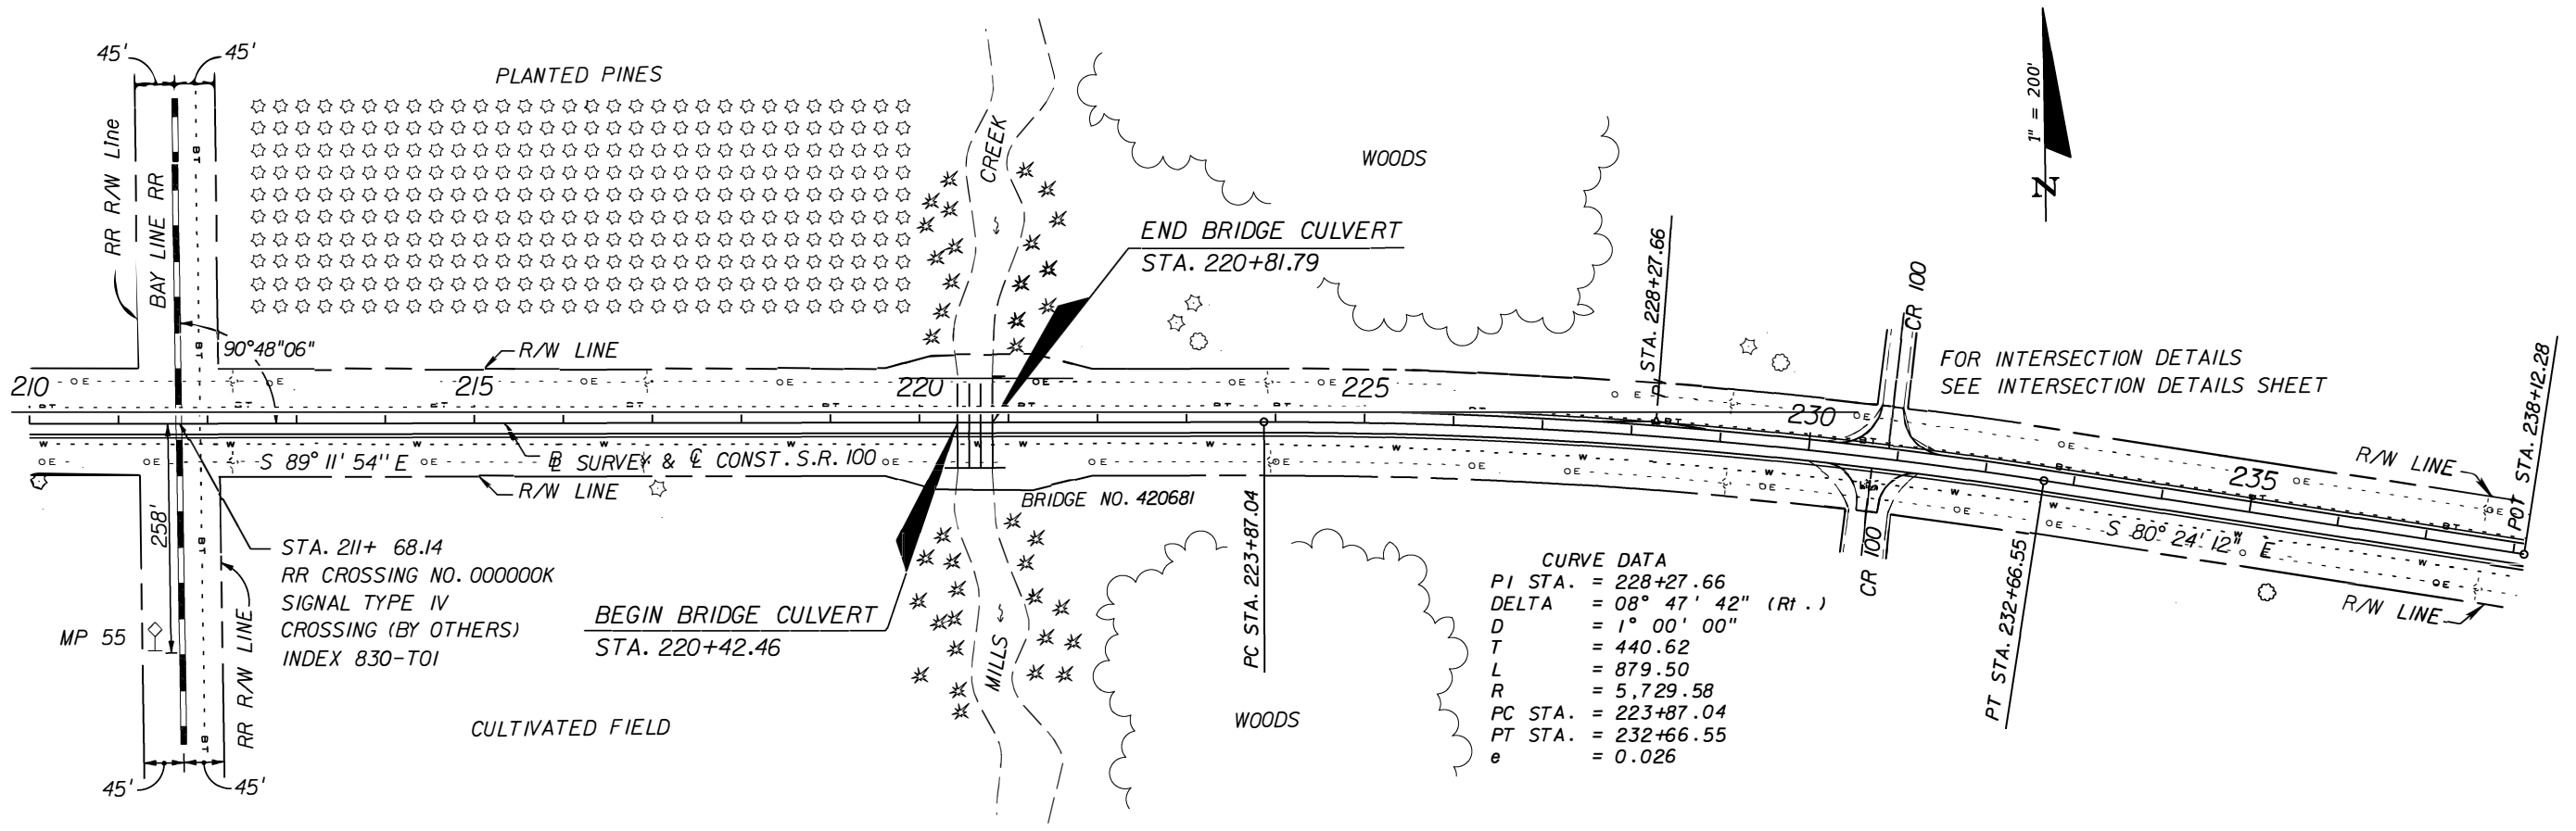 45'
45'
PLANTED PINES
RR R/W Line
BAY LINE RR
BT
CREEK
WOODS
1" = 200'
N
END BRIDGE CULVERT
STA. 220+81.79
PI STA. 228+27.66
CR 100
FOR INTERSECTION DETAILS
SEE INTERSECTION DETAILS SHEET
POT STA. 238+12.28
90°48"06"
R/W LINE
210
215
220
225
230
235
R/W LINE
S 89° 11' 54" E
BL SURVEY & CL CONST. S.R. 100
R/W LINE
BRIDGE NO. 420681
258'
STA. 211+ 68.14
RR CROSSING NO. 000000K
SIGNAL TYPE IV
CROSSING (BY OTHERS)
INDEX 830-T01
MP 55
RR R/W LINE
BT
BEGIN BRIDGE CULVERT
STA. 220+42.46
MILLS
PC STA. 223+87.04
CURVE DATA
PI STA. = 228+27.66
DELTA = 08° 47' 42" (Rt.)
D = 1° 00' 00"
T = 440.62
L = 879.50
R = 5,729.58
PC STA. = 223+87.04
PT STA. = 232+66.55
e = 0.026
CR 100
PT STA. 232+66.55
S 80° 24' 12" E
R/W LINE
CULTIVATED FIELD
WOODS
45'
45'